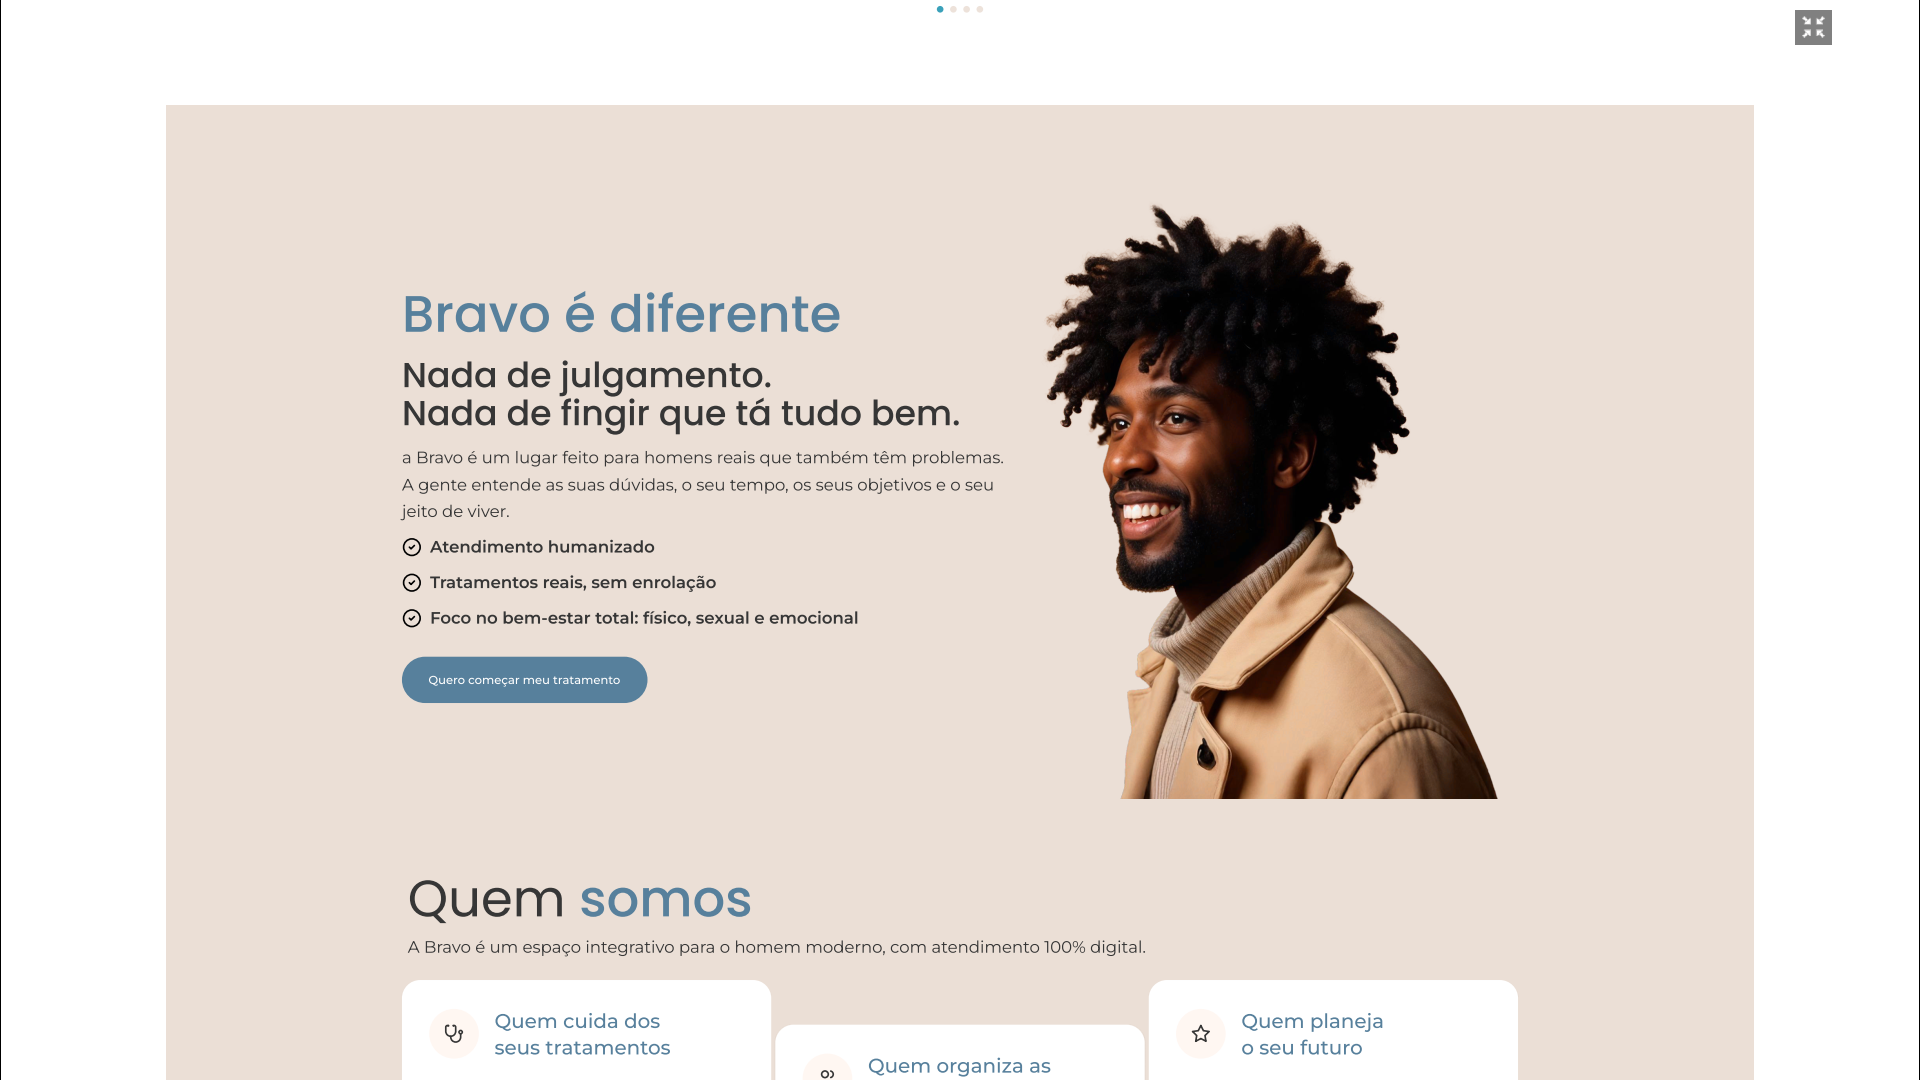 Bravo é diferente
Nada de julgamento.
Nada de fingir que tá tudo bem.
a Bravo é um lugar feito para homens reais que também têm problemas.
A gente entende as suas dúvidas, o seu tempo, os seus objetivos e o seu
jeito de viver.
Atendimento humanizado
Tratamentos reais, sem enrolação
Foco no bem-estar total: físico, sexual e emocional
Quero começar meu tratamento
Quem somos
A Bravo é um espaço integrativo para o homem moderno, com atendimento 100% digital.
Quem cuida dos
seus tratamentos
Quem organiza as
Quem planeja
o seu futuro